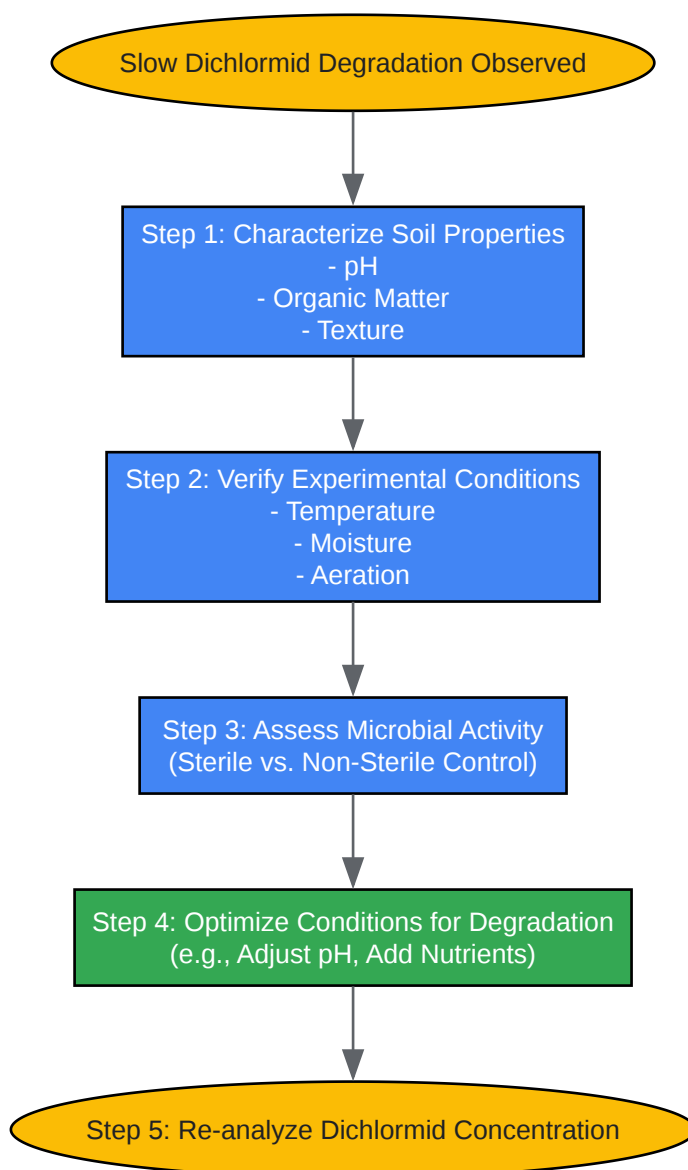 Slow Dichlormid Degradation Observed
Step 1: Characterize Soil Properties
- pH
- Organic Matter
- Texture
Step 2: Verify Experimental Conditions
- Temperature
- Moisture
- Aeration
Step 3: Assess Microbial Activity
(Sterile vs. Non-Sterile Control)
Step 4: Optimize Conditions for Degradation
(e.g., Adjust pH, Add Nutrients)
Step 5: Re-analyze Dichlormid Concentration